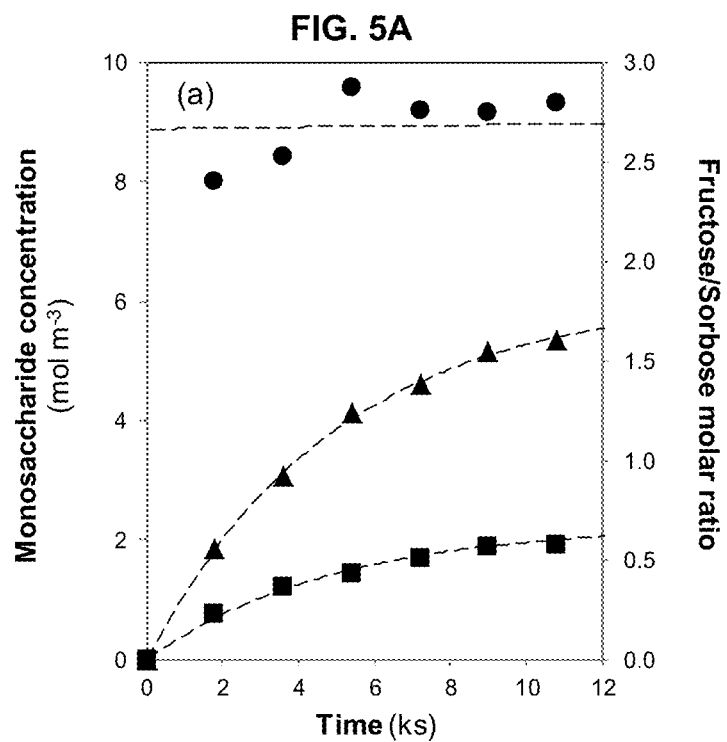 FIG. 5A
(a)
Monosaccharide concentration
(mol m-3)
10
8
6
4
2
0
3.0
2.5
2.0
1.5
1.0
0.5
0.0
Fructose/Sorbose molar ratio
0 2 4 6 8 10 12
Time (ks)